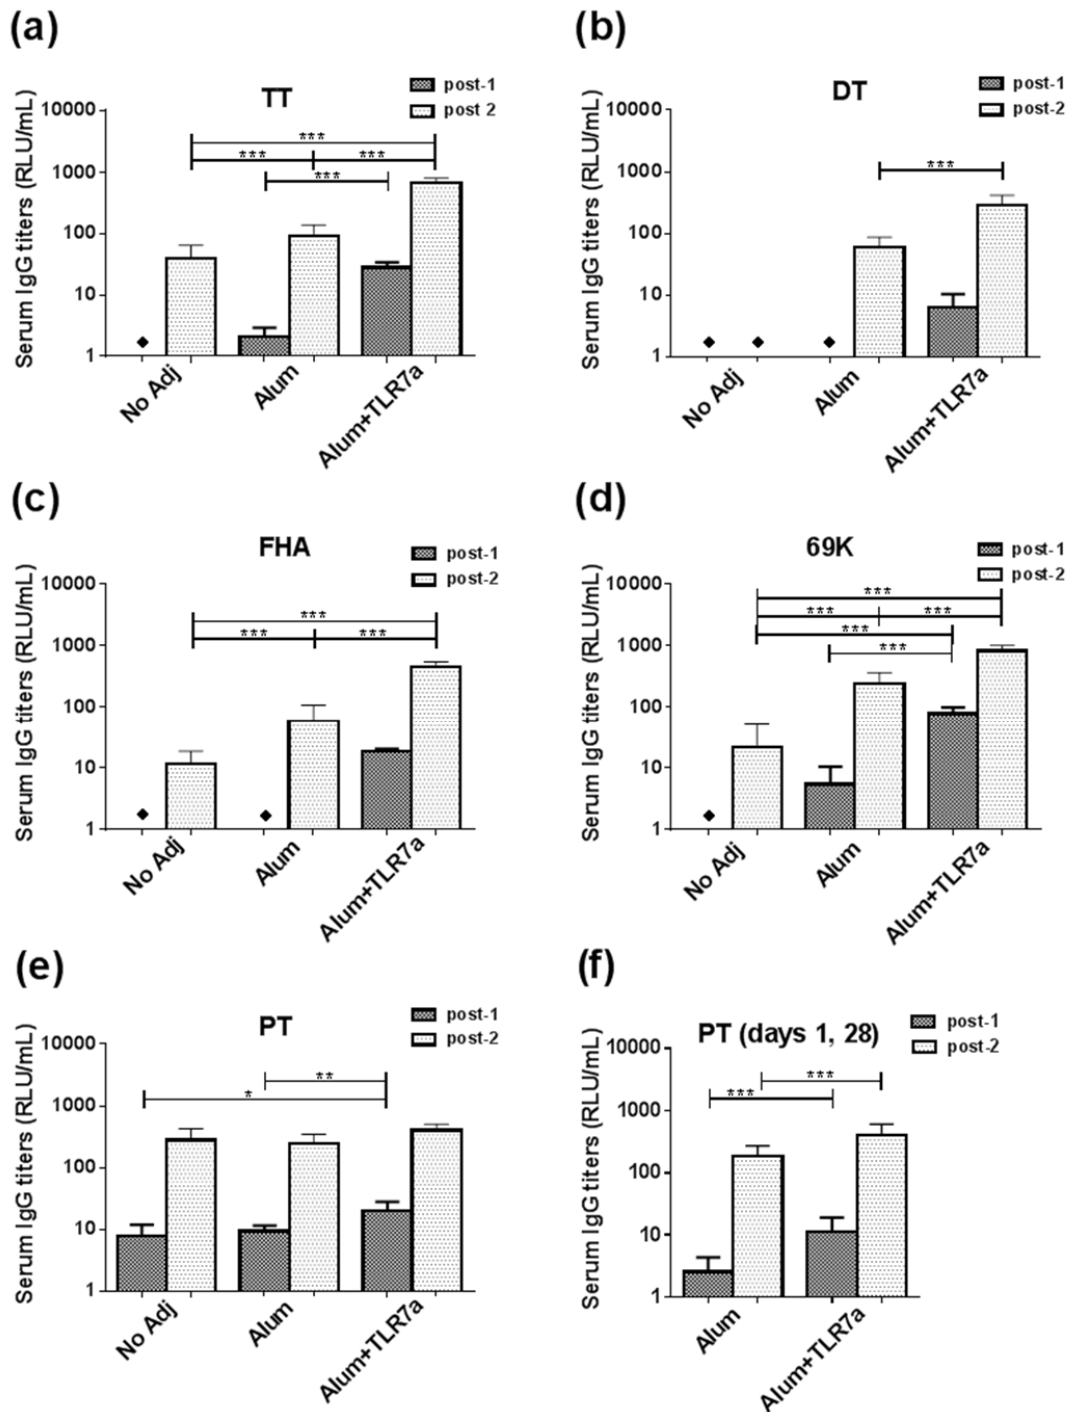 (a)
TT
post-1
post 2
Serum IgG titers (RLU/mL)
10000
1000
100
10
1
***
*** ***
***
No Adj
Alum
Alum+TLR7a
(b)
DT
post-1
post-2
Serum IgG titers (RLU/mL)
10000
1000
100
10
1
***
No Adj
Alum
Alum+TLR7a
(c)
FHA
post-1
post-2
Serum IgG titers (RLU/mL)
10000
1000
100
10
1
***
*** ***
No Adj
Alum
Alum+TLR7a
(d)
69K
post-1
post-2
Serum IgG titers (RLU/mL)
10000
1000
100
10
1
***
*** ***
***
***
No Adj
Alum
Alum+TLR7a
(e)
PT
post-1
post-2
Serum IgG titers (RLU/mL)
10000
1000
100
10
1
**
*
No Adj
Alum
Alum+TLR7a
(f)
PT (days 1, 28)
post-1
post-2
Serum IgG titers (RLU/mL)
10000
1000
100
10
1
***
***
Alum
Alum+TLR7a